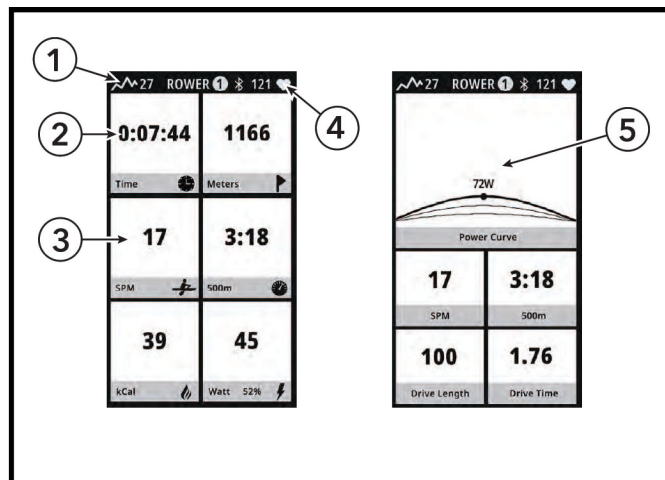 1
27 ROWER 1 121
2
0:07:44 1166
Time Meters
4
3
17 3:18
SPM 500m
39 45
kCal Watt 52%
27 ROWER 1 121
5
72W
Power Curve
17 3:18
SPM 500m
100 1.76
Drive Length Drive Time